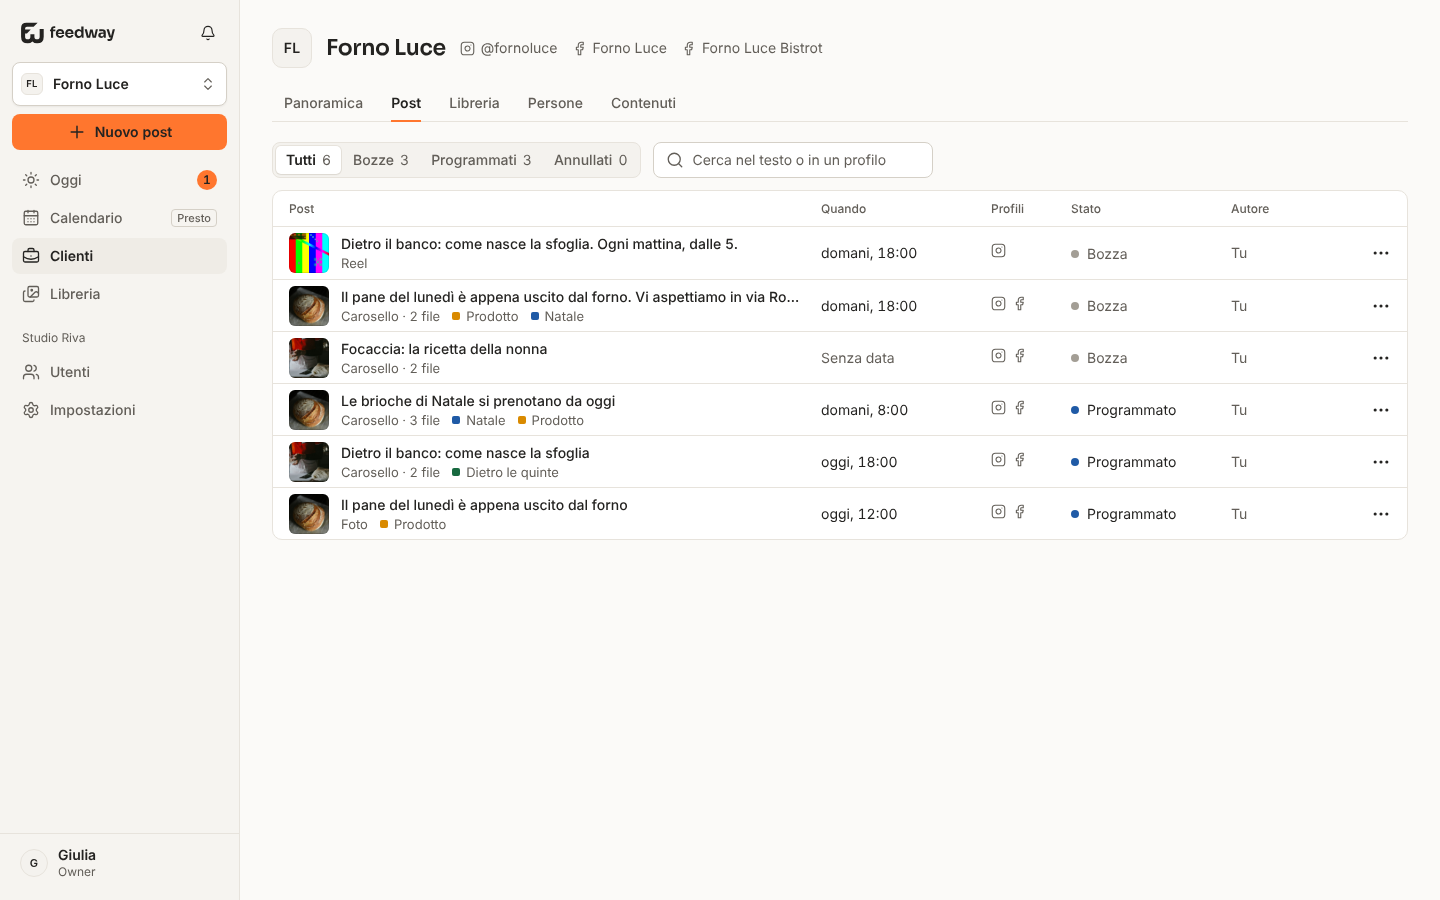 feedway
FL Forno Luce
Nuovo post
Oggi 1
Calendario Presto
Clienti
Libreria
Studio Riva
Utenti
Impostazioni
G Giulia
Owner
FL Forno Luce @fornoluce Forno Luce Forno Luce Bistrot
Panoramica Post Libreria Persone Contenuti
Tutti 6 Bozze 3 Programmati 3 Annullati 0 Cerca nel testo o in un profilo
Post Quando Profili Stato Autore
Dietro il banco: come nasce la sfoglia. Ogni mattina, dalle 5.
Reel
domani, 18:00 Bozza Tu
Il pane del lunedì è appena uscito dal forno. Vi aspettiamo in via Ro...
Carosello · 2 file Prodotto Natale
domani, 18:00 Bozza Tu
Focaccia: la ricetta della nonna
Carosello · 2 file
Senza data Bozza Tu
Le brioche di Natale si prenotano da oggi
Carosello · 3 file Natale Prodotto
domani, 8:00 Programmato Tu
Dietro il banco: come nasce la sfoglia
Carosello · 2 file Dietro le quinte
oggi, 18:00 Programmato Tu
Il pane del lunedì è appena uscito dal forno
Foto Prodotto
oggi, 12:00 Programmato Tu